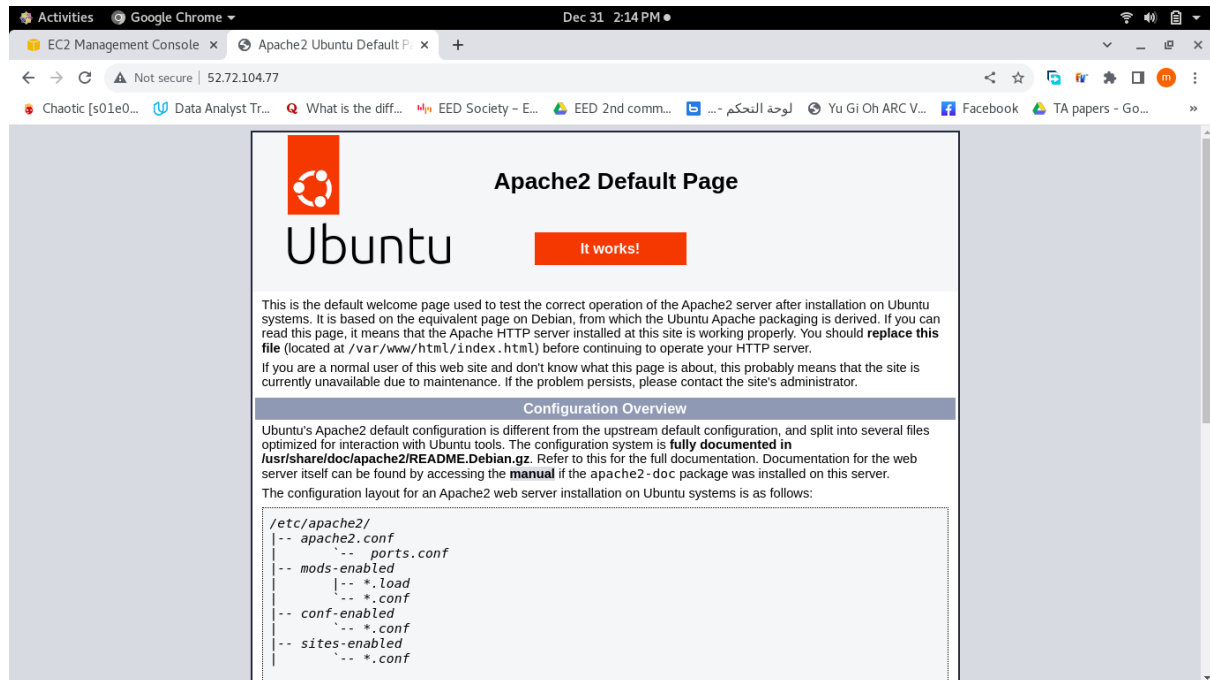 Activities Google Chrome Dec 31 2:14 PM
EC2 Management Console Apache2 Ubuntu Default P
Not secure 52.72.104.77 m
Chaotic [s01e0... Data Analyst Tr... What is the diff... EED Society – E... EED 2nd comm... لوحة التحكم -... Yu Gi Oh ARC V... Facebook TA papers - Go... »
Apache2 Default Page
Ubuntu
It works!
This is the default welcome page used to test the correct operation of the Apache2 server after installation on Ubuntu
systems. It is based on the equivalent page on Debian, from which the Ubuntu Apache packaging is derived. If you can
read this page, it means that the Apache HTTP server installed at this site is working properly. You should replace this
file (located at /var/www/html/index.html) before continuing to operate your HTTP server.
If you are a normal user of this web site and don't know what this page is about, this probably means that the site is
currently unavailable due to maintenance. If the problem persists, please contact the site's administrator.
Configuration Overview
Ubuntu's Apache2 default configuration is different from the upstream default configuration, and split into several files
optimized for interaction with Ubuntu tools. The configuration system is fully documented in
/usr/share/doc/apache2/README.Debian.gz. Refer to this for the full documentation. Documentation for the web
server itself can be found by accessing the manual if the apache2-doc package was installed on this server.
The configuration layout for an Apache2 web server installation on Ubuntu systems is as follows:
/etc/apache2/
|-- apache2.conf
|       `--  ports.conf
|-- mods-enabled
|       |-- *.load
|       `-- *.conf
|-- conf-enabled
|       `-- *.conf
|-- sites-enabled
|       `-- *.conf